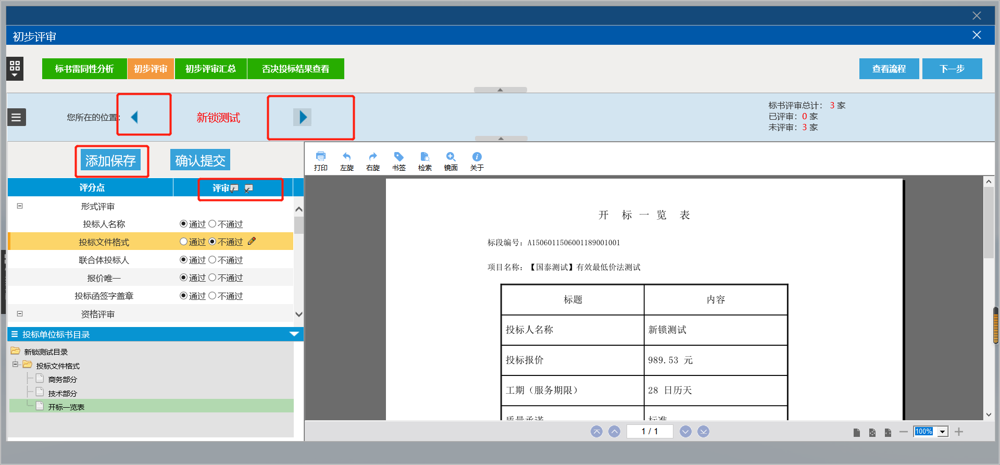 初步评审
标书雷同性分析 初步评审 初步评审汇总 否决投标结果查看 查看流程 下一步
您所在的位置: 新锁测试
标书评审总计: 3 家
已评审: 0 家
未评审: 3 家
添加保存 确认提交
打印 左旋 右旋 书签 检索 镜面 关于
评分点 评审
形式评审
投标人名称 通过 不通过
投标文件格式 通过 不通过
联合体投标人 通过 不通过
报价唯一 通过 不通过
投标函签字盖章 通过 不通过
资格评审
投标单位标书目录
新锁测试目录
投标文件格式
商务部分
技术部分
开标一览表
开 标 一 览 表
标段编号: A1506011506001189001001
项目名称: 【国泰测试】有效最低价法测试
标题 内容
投标人名称 新锁测试
投标报价 989.53 元
工期（服务期限） 28 日历天
质量承诺 标准
1 / 1
100%